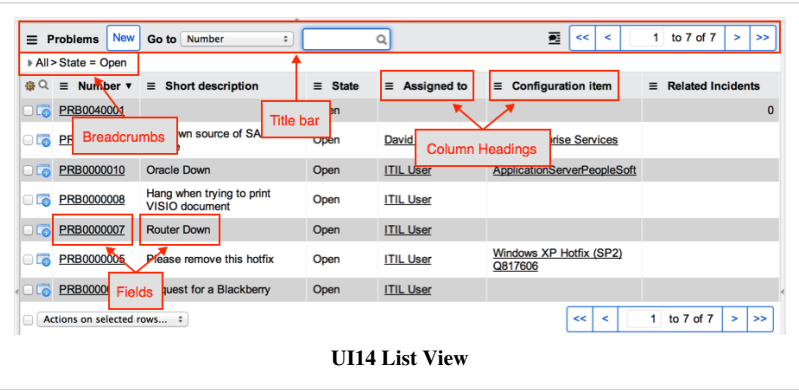 Problems New Go to Number << < 1 to 7 of 7 > >>
All > State = Open
Number ▼ Short description State Assigned to Configuration item Related Incidents
PRB0040001 0
Title bar
Breadcrumbs
Open David
Column Headings
PRB0000010 Oracle Down Open ITIL User ApplicationServerPeopleSoft
PRB0000008 Hang when trying to print VISIO document Open ITIL User
PRB0000007 Router Down Open ITIL User
PRB0000005 Please remove this hotfix Open ITIL User Windows XP Hotfix (SP2) Q817606
Fields
for a Blackberry Open ITIL User
Actions on selected rows... << < 1 to 7 of 7 > >>
UI14 List View